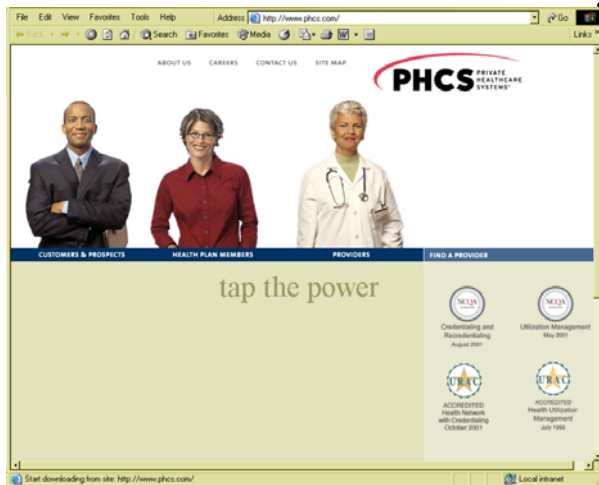 File Edit View Favorites Tools Help Address http://www.phcs.com/ Go
Back Search Favorites Media Links »
ABOUT US CAREERS CONTACT US SITE MAP
PHCS PRIVATE
HEALTHCARE
SYSTEMS
CUSTOMERS & PROSPECTS HEALTH PLAN MEMBERS PROVIDERS FIND A PROVIDER
tap the power
NCQA NCQA
Credentialing and
Recredentialing
August 2001
Utilization Management
May 2001
URAC URAC
ACCREDITED
Health Network
with Credentialing
October 2001
ACCREDITED
Health Utilization
Management
July 1999
Start downloading from site: http://www.phcs.com/ Local intranet